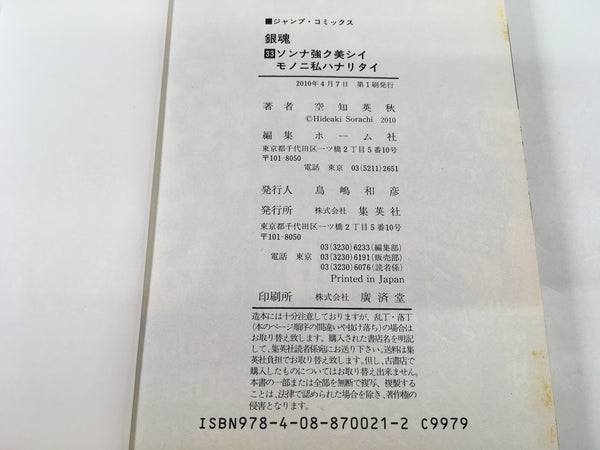 ■ジャンプ・コミックス
銀魂
33 ソンナ強ク美シイ
モノニ私ハナリタイ
2010年4月7日 第1刷発行
著者 空知英秋
©Hideaki Sorachi 2010
編集 ホーム社
東京都千代田区一ツ橋2丁目5番10号
〒101-8050
電話 東京 03(5211)2651
発行人 鳥嶋和彦
発行所 株式会社 集英社
東京都千代田区一ツ橋2丁目5番10号
〒101-8050
03(3230)6233(編集部)
電話 東京 03(3230)6191(販売部)
03(3230)6076(読者係)
Printed in Japan
印刷所 株式会社 廣済堂
造本には十分注意しておりますが、乱丁・落丁
(本のページ順序の間違いや抜け落ち)の場合は
お取り替え致します。購入された書店名を明記
して、集英社読者係宛にお送り下さい。送料は集
英社負担でお取り替え致します。但し、古書店で
購入したものについてはお取り替え出来ません。
本書の一部または全部を無断で複写、複製する
ことは、法律で認められた場合を除き、著作権の
侵害となります。
ISBN978-4-08-870021-2 C9979